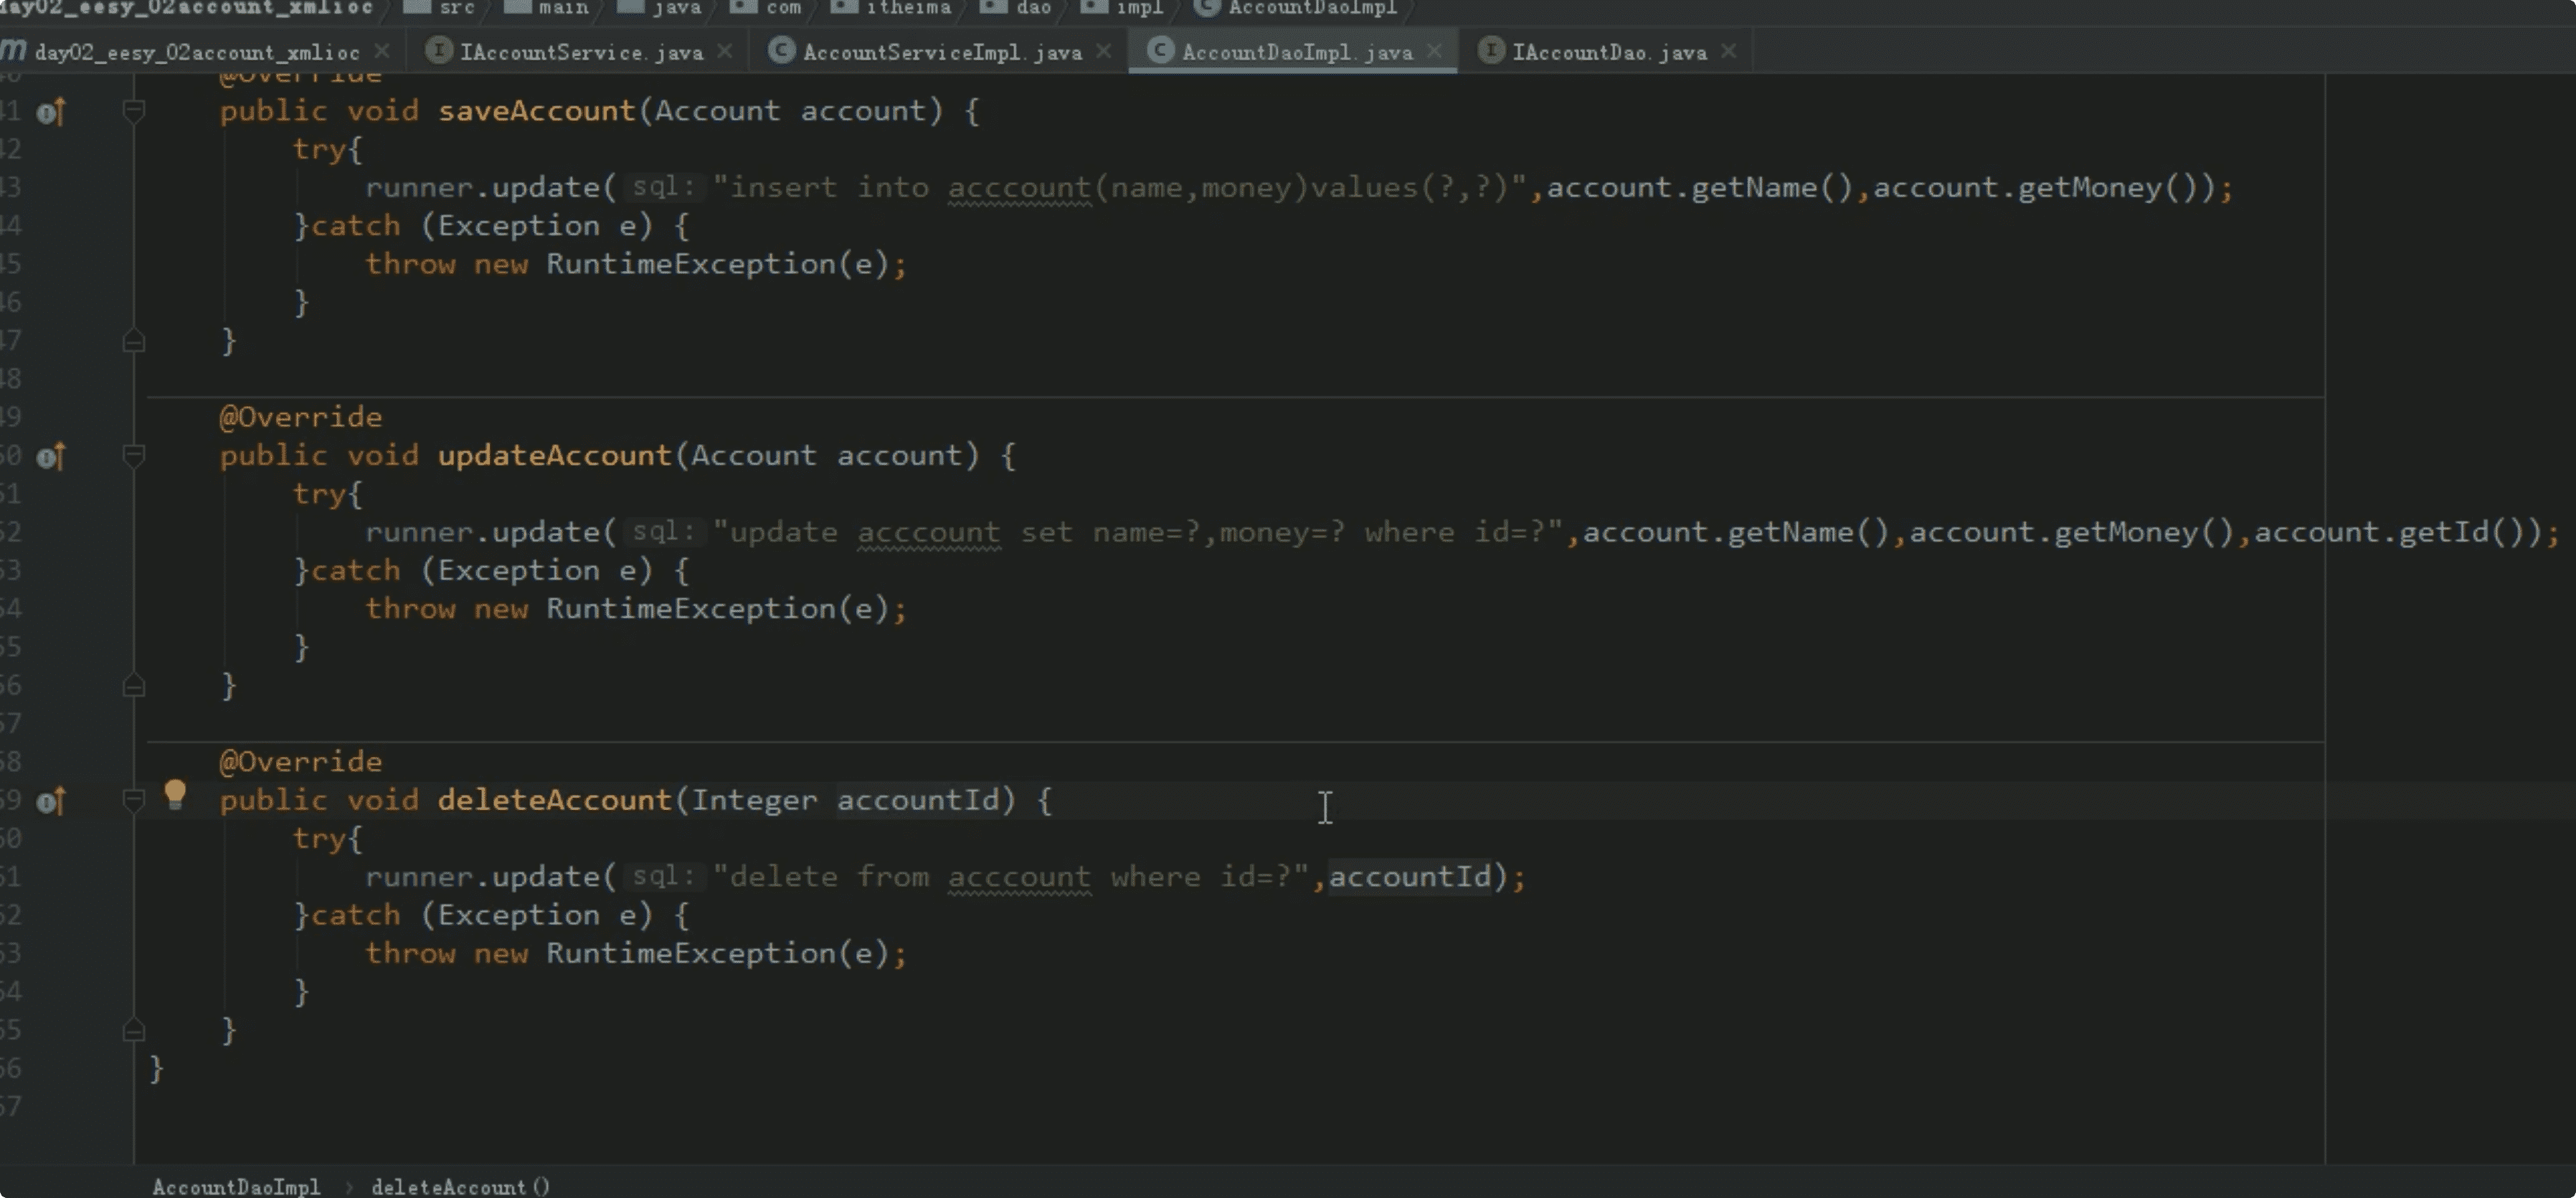 day02_eesy_02account_xmlioc src main java com itheima dao impl AccountDaoImpl
day02_eesy_02account_xmlioc IAccountService.java AccountServiceImpl.java AccountDaoImpl.java IAccountDao.java
@Override
41 public void saveAccount(Account account) {
42 try{
43 runner.update( sql: "insert into acccount(name,money)values(?,?)",account.getName(),account.getMoney());
44 }catch (Exception e) {
45 throw new RuntimeException(e);
46 }
47 }
48
49 @Override
50 public void updateAccount(Account account) {
51 try{
52 runner.update( sql: "update acccount set name=?,money=? where id=?",account.getName(),account.getMoney(),account.getId());
53 }catch (Exception e) {
54 throw new RuntimeException(e);
55 }
56 }
57
58 @Override
59 public void deleteAccount(Integer accountId) {
60 try{
61 runner.update( sql: "delete from acccount where id=?",accountId);
62 }catch (Exception e) {
63 throw new RuntimeException(e);
64 }
65 }
66 }
67
AccountDaoImpl › deleteAccount()